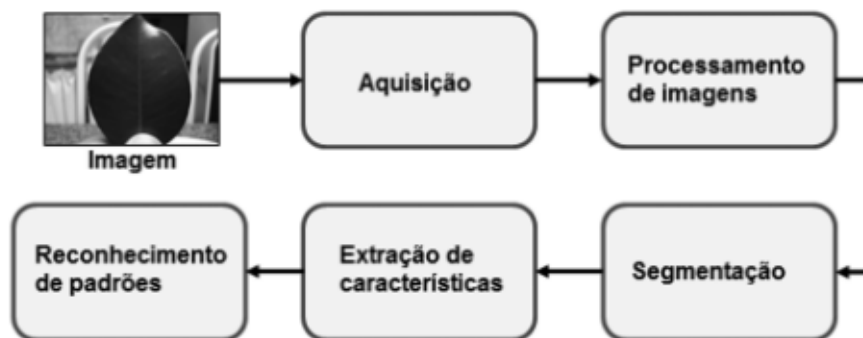 Imagem
Aquisição
Processamento
de imagens
Segmentação
Extração de
características
Reconhecimento
de padrões